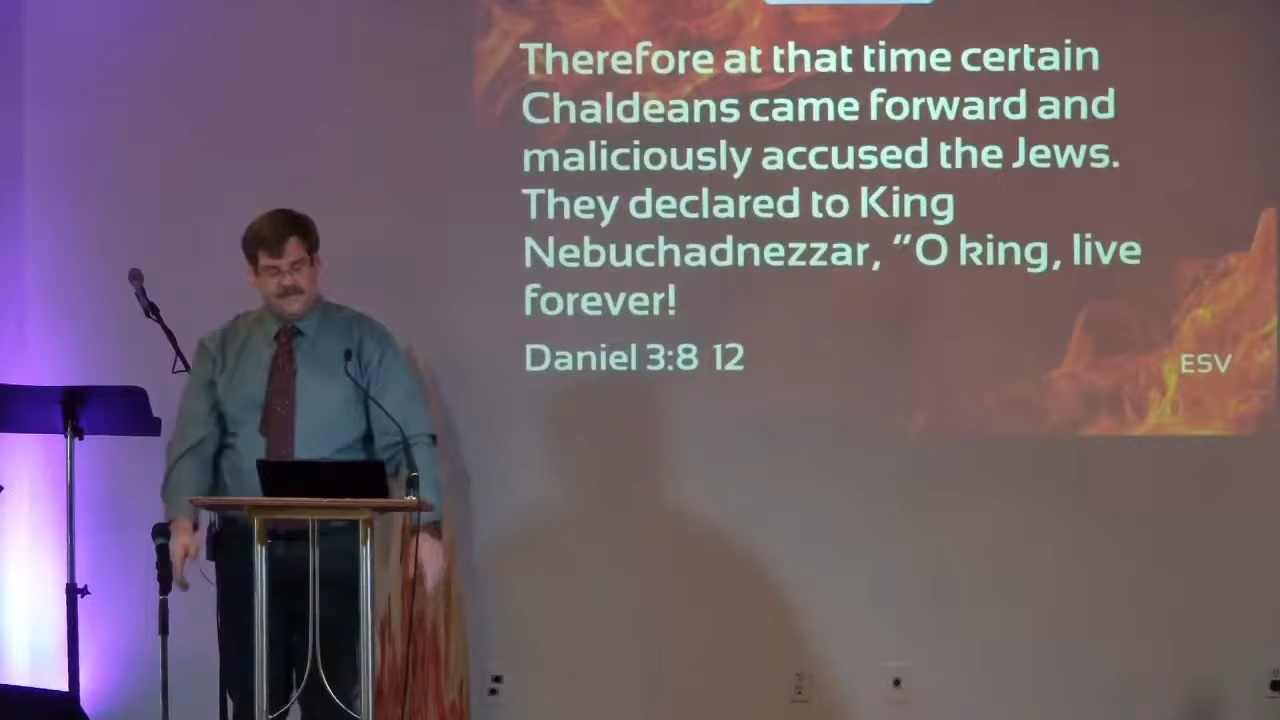 Therefore at that time certain
Chaldeans came forward and
maliciously accused the Jews.
They declared to King
Nebuchadnezzar, "O king, live
forever!
Daniel 3:8 12
ESV